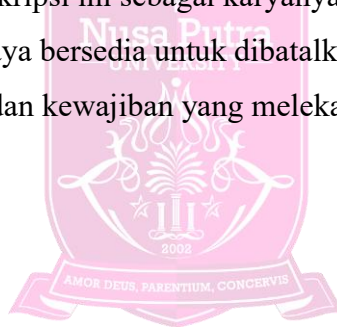 kripsi ini sebagai karyanya
Nusa Putra
UNIVERSITY
ya bersedia untuk dibatalk
dan kewajiban yang meleka
2002
AMOR DEUS, PARENTIUM, CONCERVIS